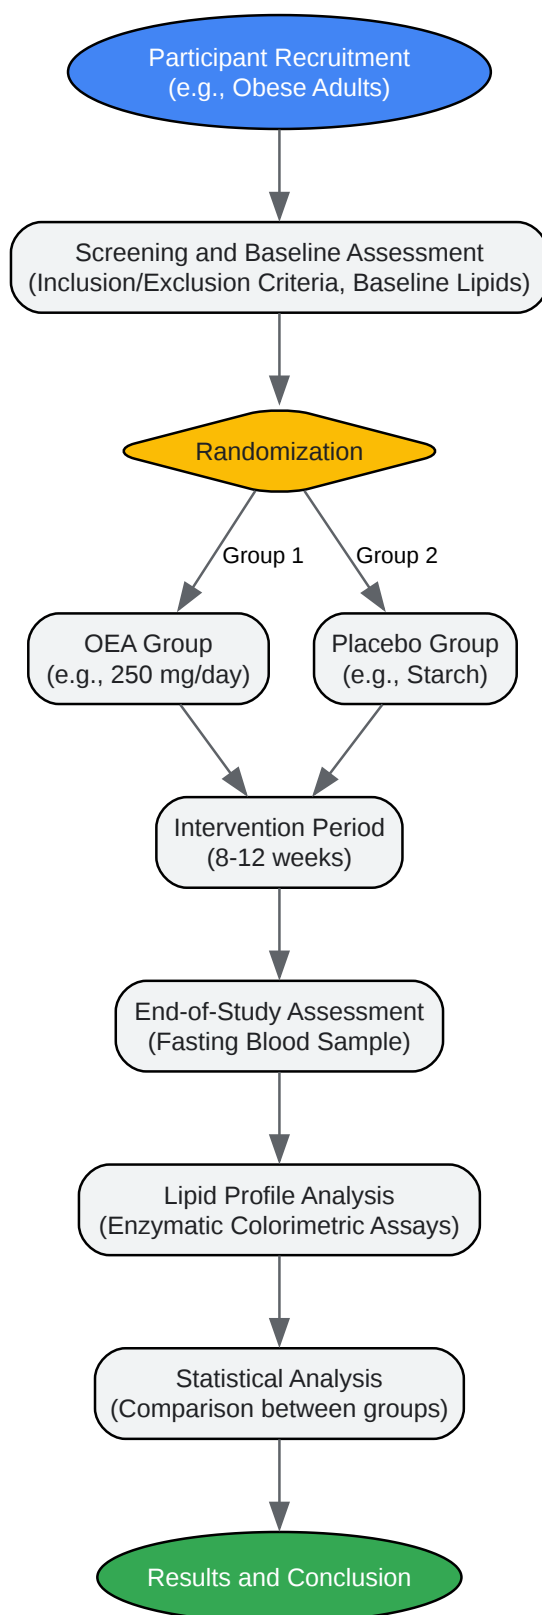 Participant Recruitment
(e.g., Obese Adults)
Screening and Baseline Assessment
(Inclusion/Exclusion Criteria, Baseline Lipids)
Randomization
Group 1
Group 2
OEA Group
(e.g., 250 mg/day)
Placebo Group
(e.g., Starch)
Intervention Period
(8-12 weeks)
End-of-Study Assessment
(Fasting Blood Sample)
Lipid Profile Analysis
(Enzymatic Colorimetric Assays)
Statistical Analysis
(Comparison between groups)
Results and Conclusion